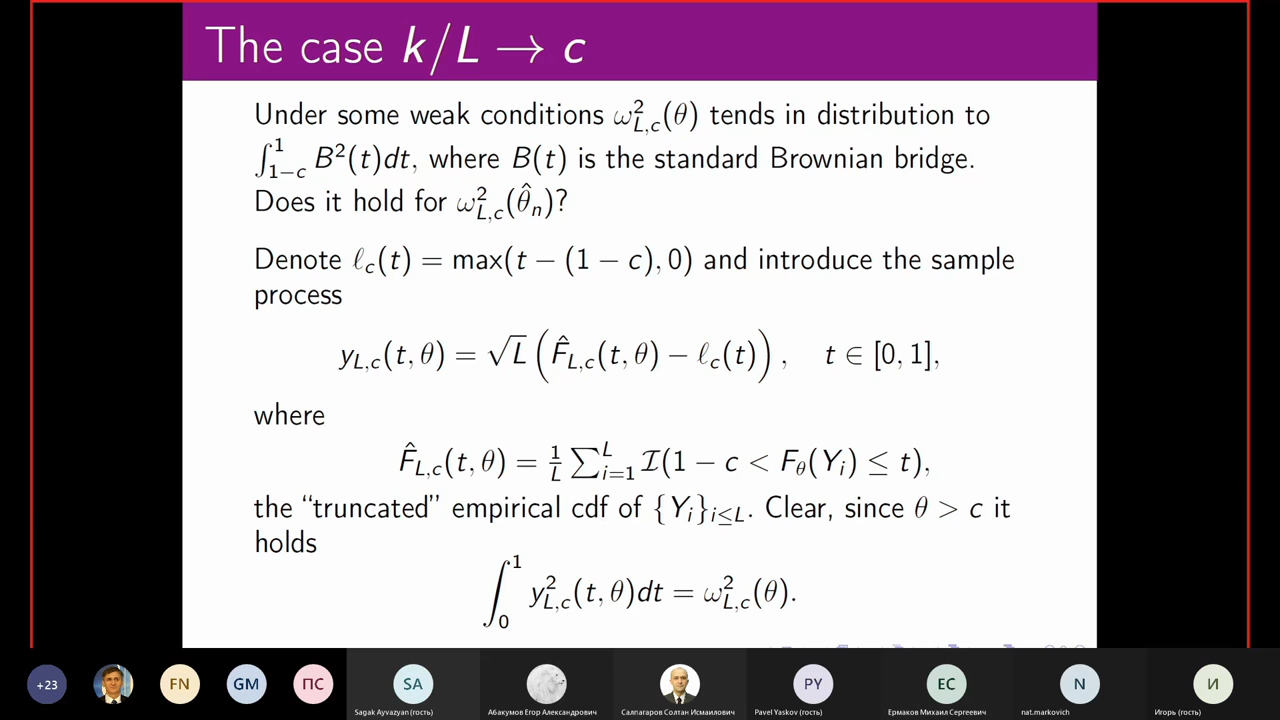 The case k/L → c
Under some weak conditions ω²_{L,c}(θ) tends in distribution to
∫_{1−c}^{1} B²(t)dt, where B(t) is the standard Brownian bridge.
Does it hold for ω²_{L,c}(θ̂_n)?
Denote ℓ_c(t) = max(t − (1 − c), 0) and introduce the sample
process
y_{L,c}(t, θ) = √L (F̂_{L,c}(t, θ) − ℓ_c(t)) , t ∈ [0, 1],
where
F̂_{L,c}(t, θ) = 1/L ∑_{i=1}^{L} I(1 − c < F_θ(Y_i) ≤ t),
the “truncated” empirical cdf of {Y_i}_{i≤L}. Clear, since θ > c it
holds
∫_0^1 y²_{L,c}(t, θ)dt = ω²_{L,c}(θ).
+23 FN GM ПС SA PY EC N И
Sagak Ayvazyan (гость) Абакумов Егор Александрович Салпагаров Солтан Исмаилович Pavel Yaskov (гость) Ермаков Михаил Сергеевич nat.markovich Игорь (гость)